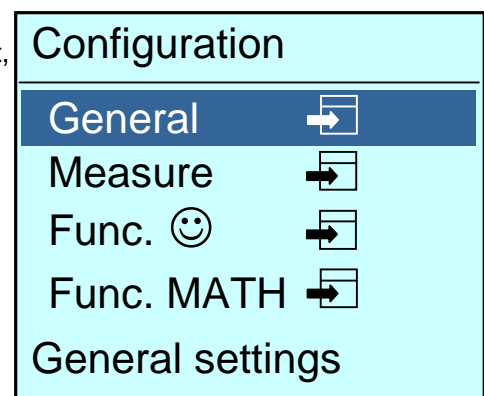 Configuration
General
Measure
Func. ☺
Func. MATH
General settings